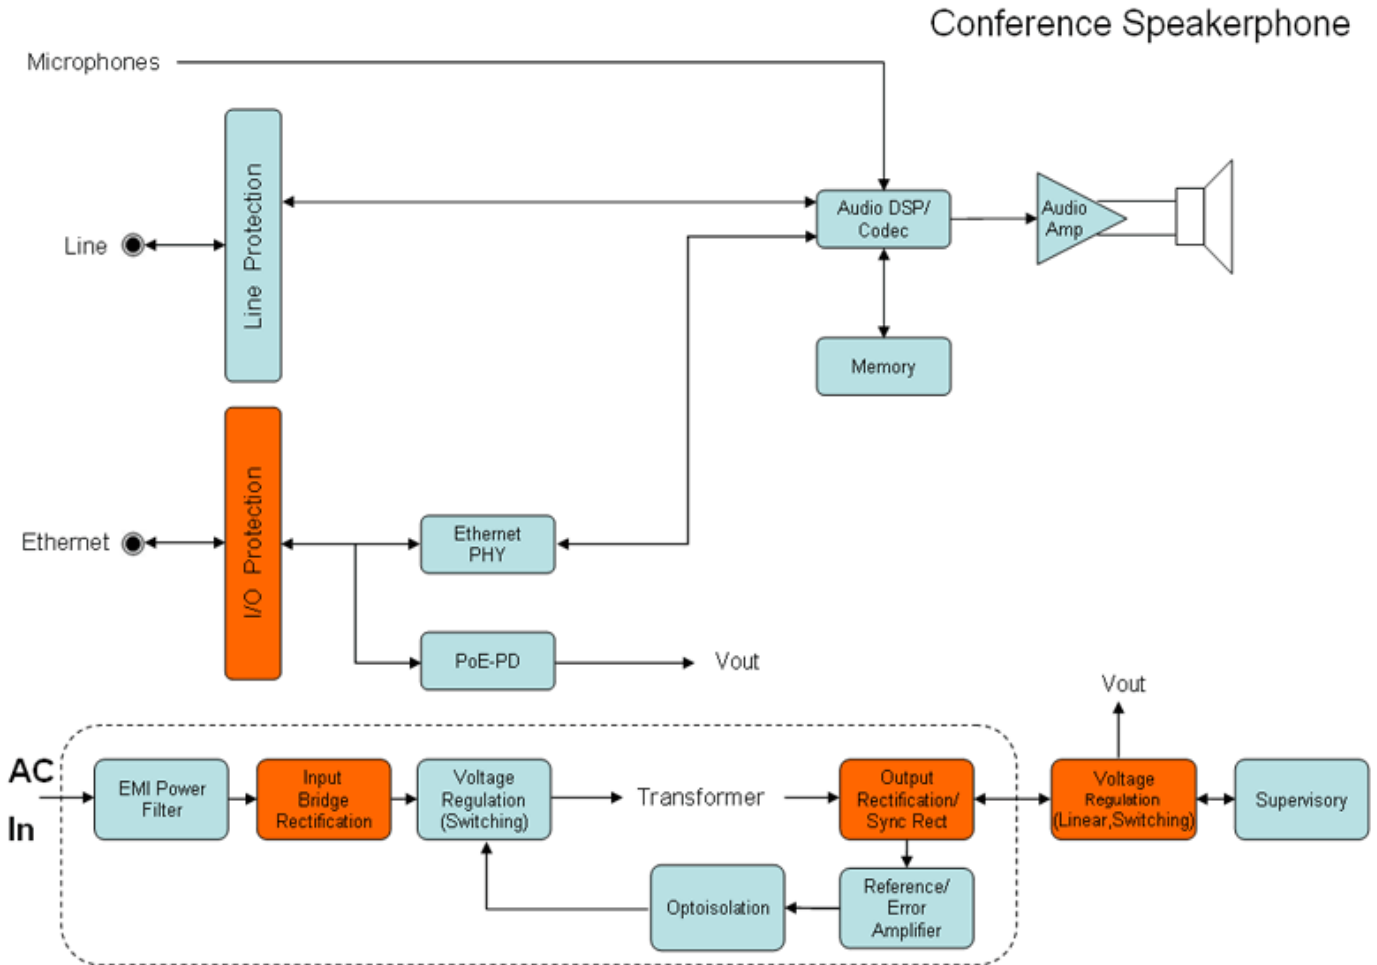 Conference Speakerphone
Microphones
Line Protection
Line
Audio DSP/
Codec
Audio
Amp
Memory
I/O Protection
Ethernet
Ethernet
PHY
PoE-PD
Vout
Vout
AC
In
EMI Power
Filter
Input
Bridge
Rectification
Voltage
Regulation
(Switching)
Transformer
Output
Rectification/
Sync Rect
Voltage
Regulation
(Linear,Switching)
Supervisory
Optoisolation
Reference/
Error
Amplifier